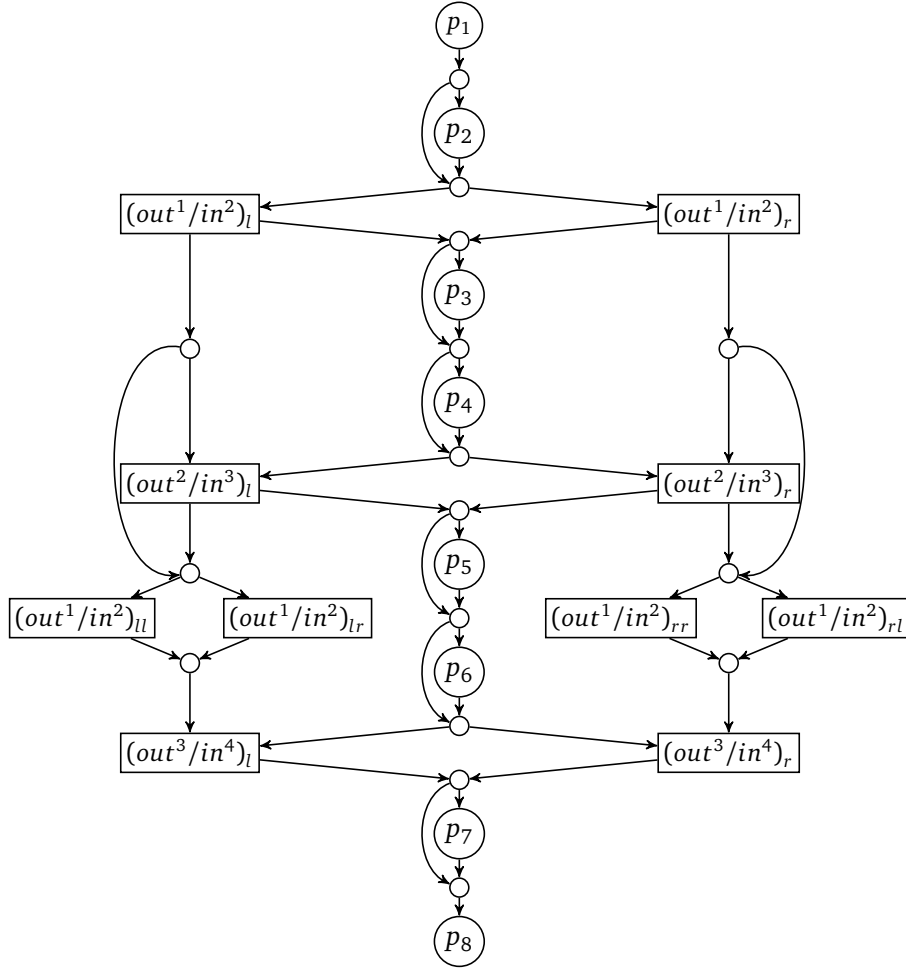 p₁
p₂
(out¹/in²)ₗ (out¹/in²)ᵣ
p₃
p₄
(out²/in³)ₗ (out²/in³)ᵣ
p₅
(out¹/in²)ₗₗ (out¹/in²)ₗᵣ (out¹/in²)ᵣᵣ (out¹/in²)ᵣₗ
p₆
(out³/in⁴)ₗ (out³/in⁴)ᵣ
p₇
p₈